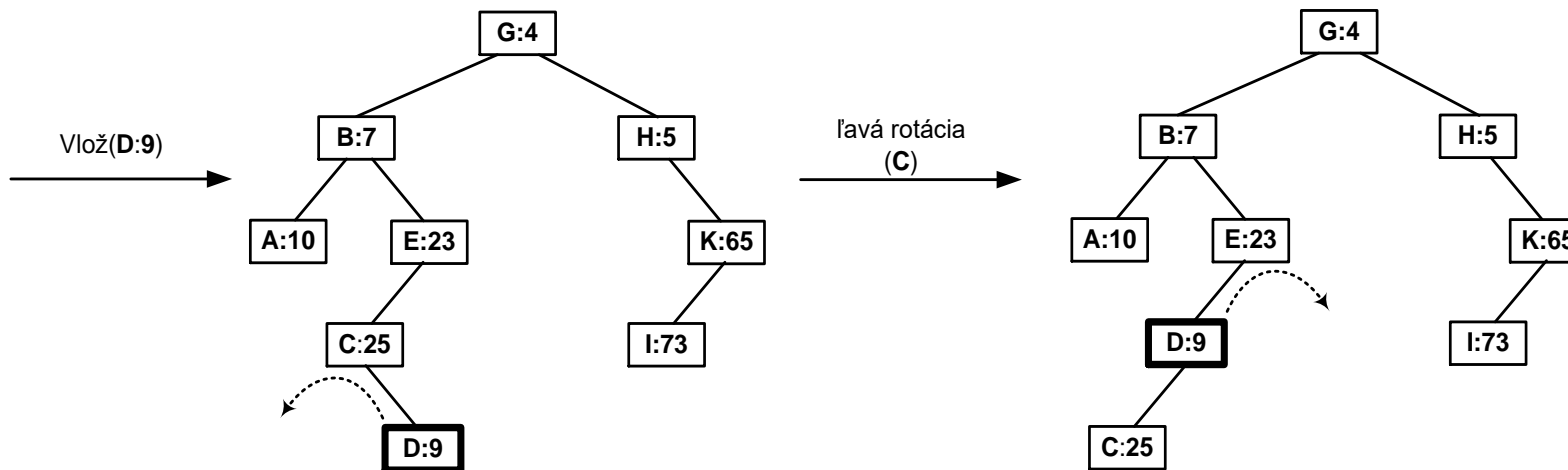 Vlož(D:9)
G:4
B:7
H:5
A:10
E:23
K:65
C:25
I:73
D:9
ľavá rotácia
(C)
G:4
B:7
H:5
A:10
E:23
K:65
D:9
I:73
C:25